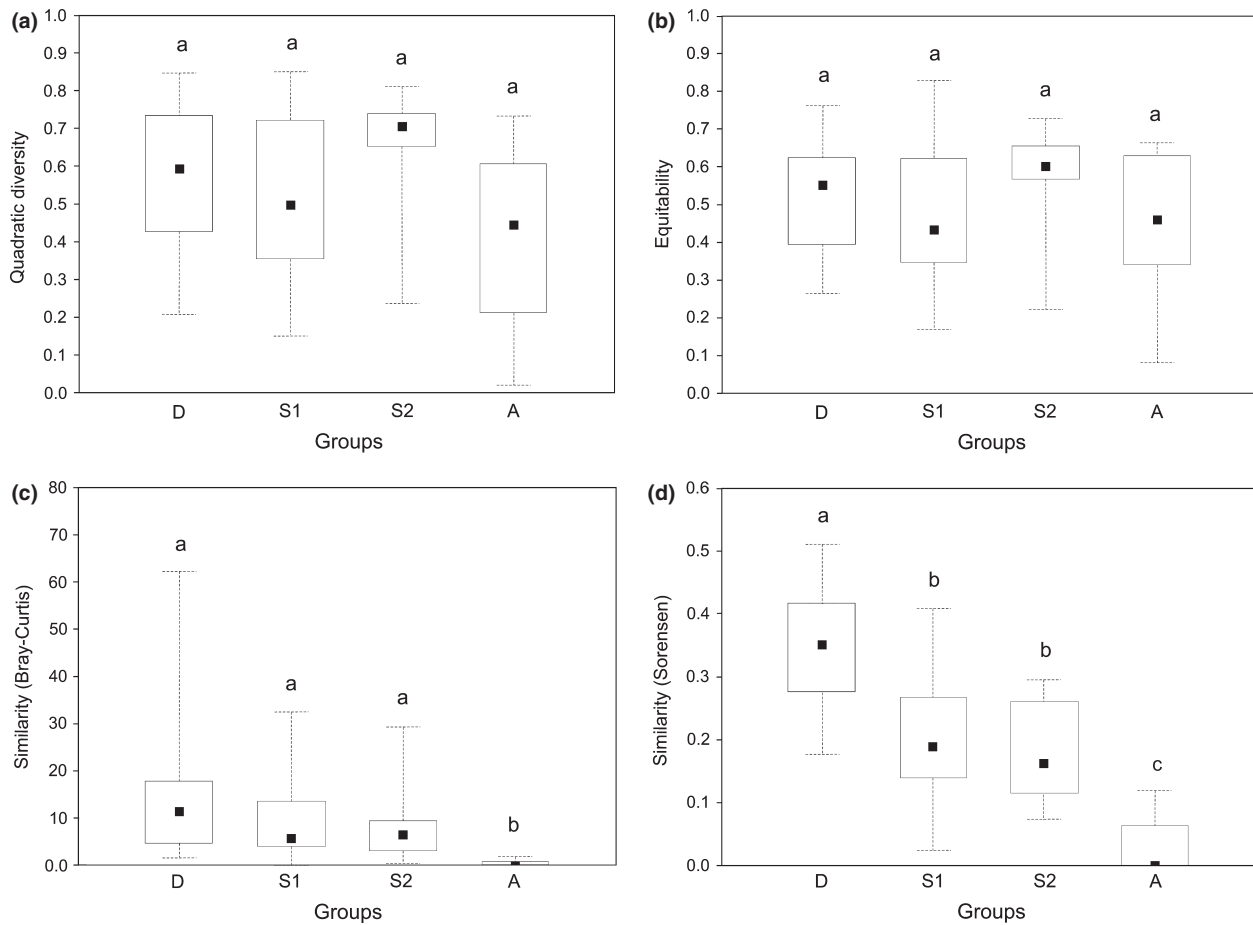 (a)
1.0
0.9
0.8
0.7
0.6
0.5
0.4
0.3
0.2
0.1
0.0
Quadratic diversity
a
a
a
a
D S1 S2 A
Groups
(b)
1.0
0.9
0.8
0.7
0.6
0.5
0.4
0.3
0.2
0.1
0.0
Equitability
a
a
a
a
D S1 S2 A
Groups
(c)
80
70
60
50
40
30
20
10
0.0
Similarity (Bray-Curtis)
a
a
a
b
D S1 S2 A
Groups
(d)
0.6
0.5
0.4
0.3
0.2
0.1
0.0
Similarity (Sorensen)
a
b
b
c
D S1 S2 A
Groups